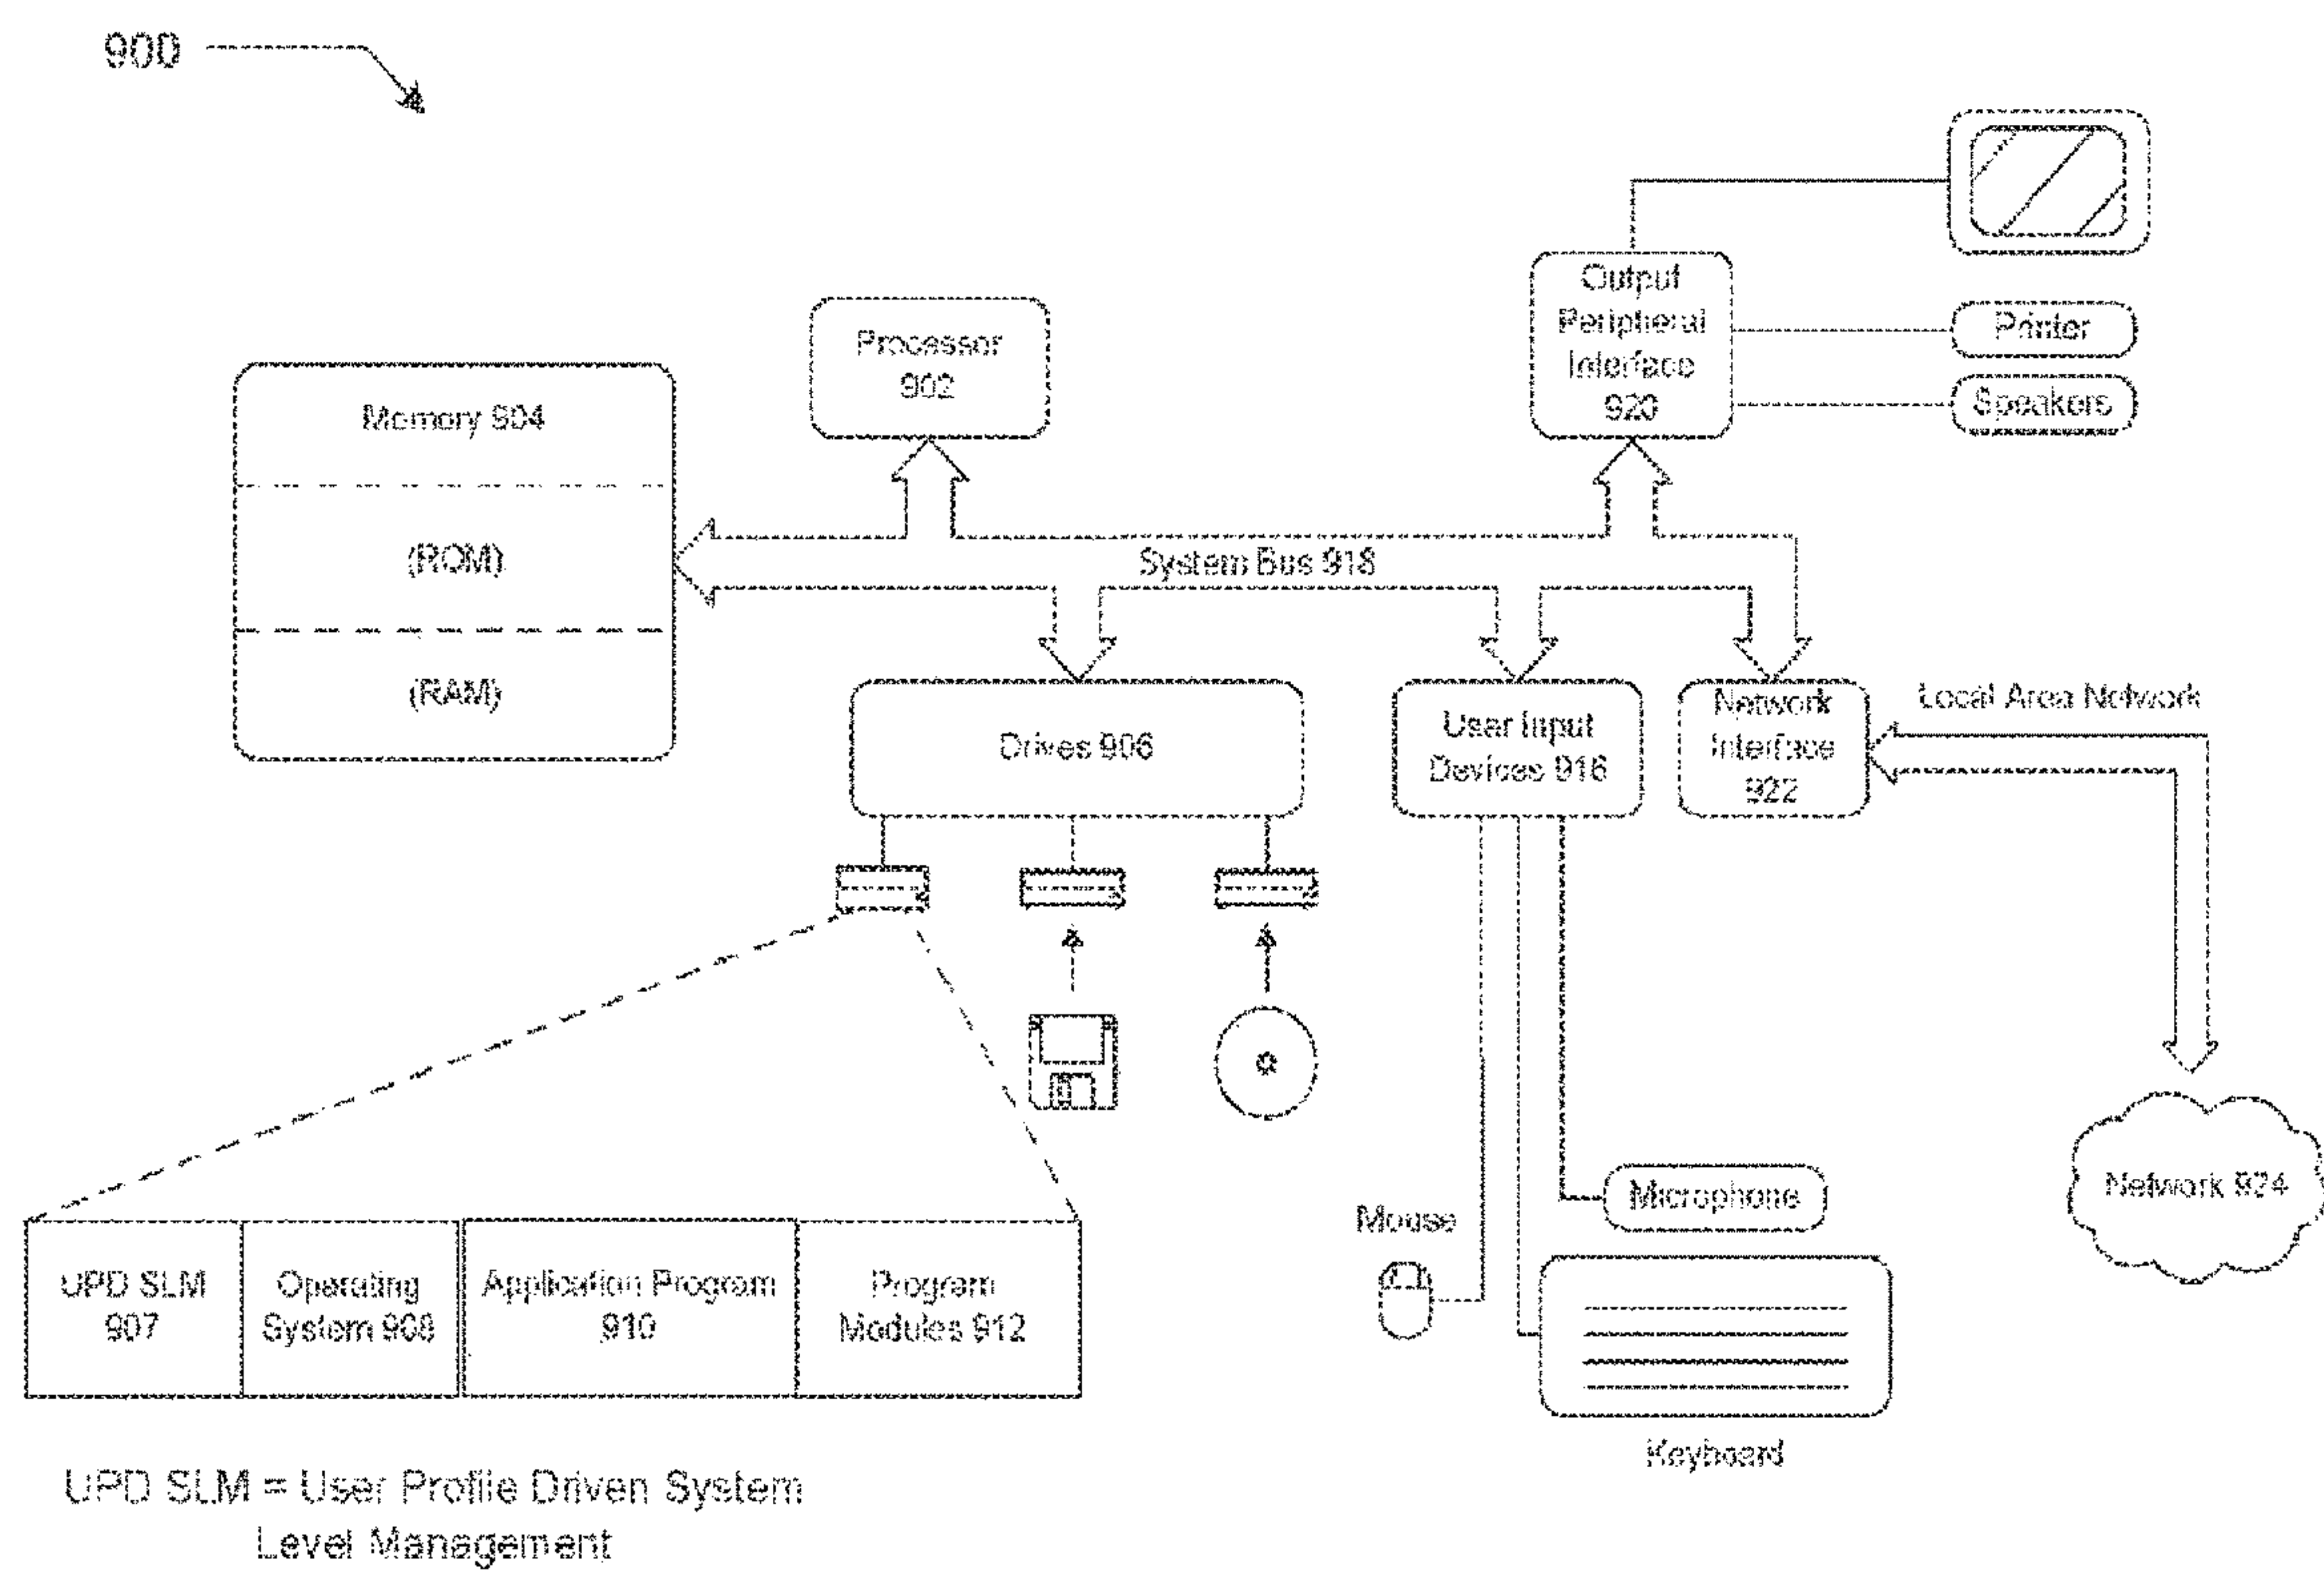 900
Output
Peripheral
Interface
920
Printer
Speakers
Processor
902
Memory 904
(ROM)
(RAM)
System Bus 918
Drives 906
User Input
Devices 916
Network
Interface
922
Local Area Network
Network 924
Microphone
Mouse
Keyboard
UPD SLM
907
Operating
System 908
Application Program
910
Program
Modules 912
UPD SLM = User Profile Driven System
Level Management